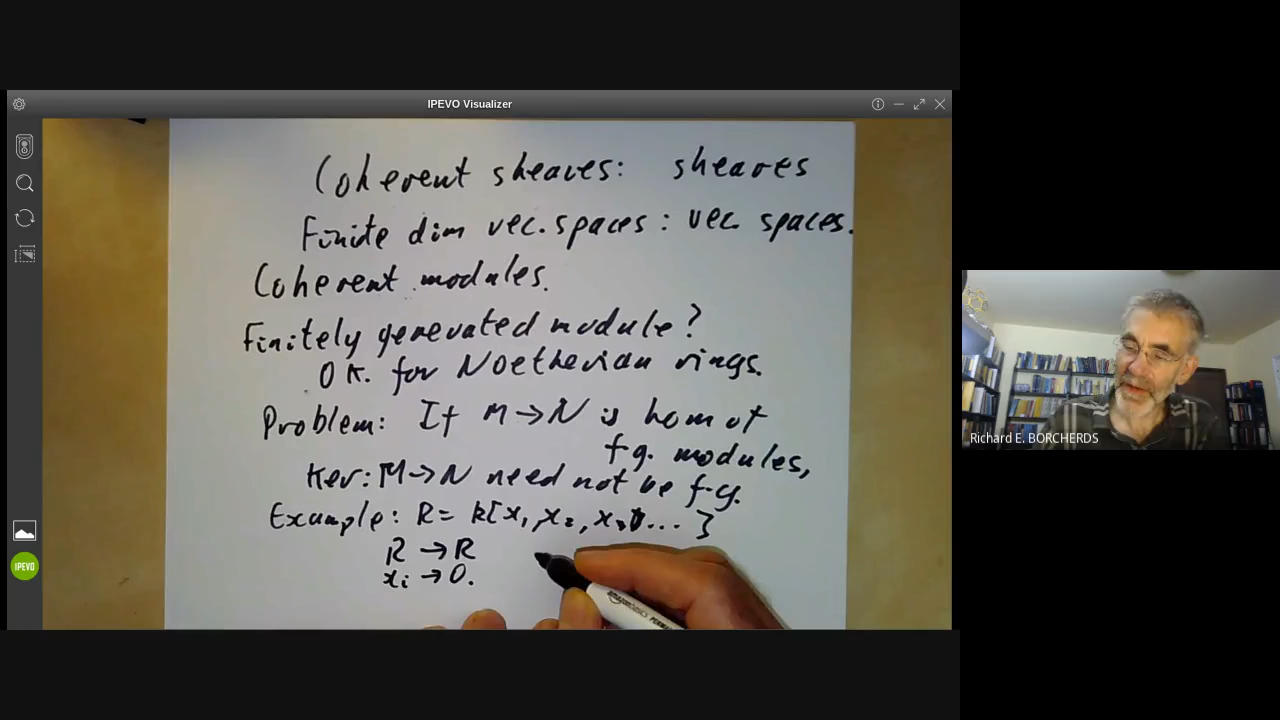 IPEVO Visualizer
Coherent sheaves: sheaves
Finite dim vec. spaces: vec. spaces.
Coherent modules.
Finitely generated module?
OK. for Noetherian rings.
Problem: If M → N is hom of
f.g. modules,
Ker: M → N need not be f.g.
Example: R = k[x₁, x₂, x₃, ... ]
R → R
xᵢ → 0.
Richard E. BORCHERDS
IPEVO